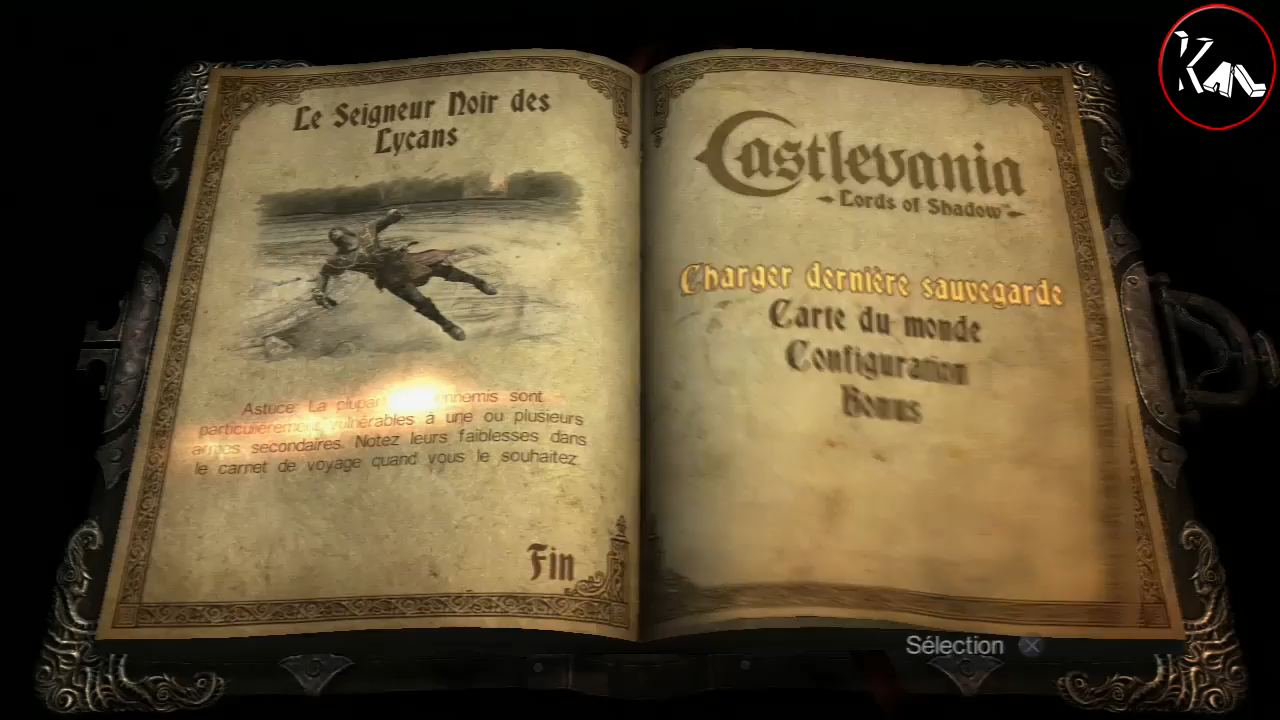 Le Seigneur Noir des
Lycans
Astuce: La plupart ennemis sont
particulièrement vulnérables à une ou plusieurs
armes secondaires. Notez leurs faiblesses dans
le carnet de voyage quand vous le souhaitez.
Fin
Castlevania
Lords of Shadow™
Charger dernière sauvegarde
Carte du monde
Configuration
Bonus
Sélection
Kal